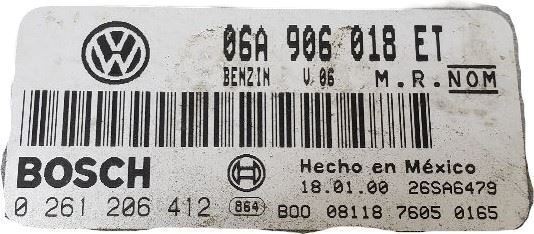 06A 906 018 ET
BENZIN V.06 M.R.NOM
BOSCH
Hecho en México
18.01.00 26SA6479
0 261 206 412 864 B00 08118 7605 0165